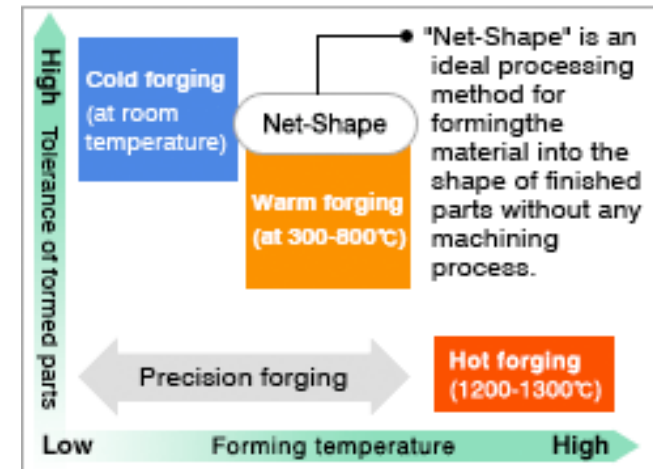 High Tolerance of formed parts
Cold forging
(at room
temperature)
Net-Shape
Warm forging
(at 300-800℃)
"Net-Shape" is an
ideal processing
method for
formingthe
material into the
shape of finished
parts without any
machining
process.
Precision forging
Hot forging
(1200-1300℃)
Low Forming temperature High